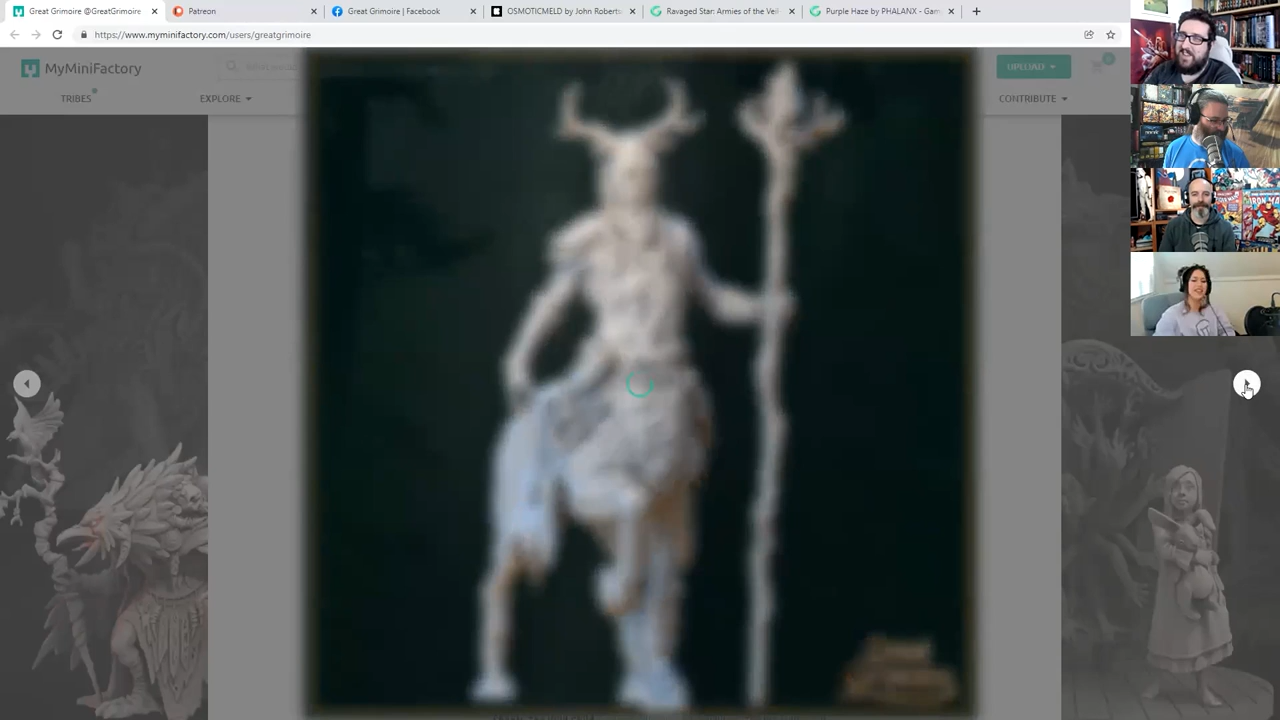 Great Grimoire @GreatGrimoire
Patreon
Great Grimoire | Facebook
OSMOTICMELD by John Robert
Ravaged Star: Armies of the Veil
Purple Haze by PHALANX - Gam
https://www.myminifactory.com/users/greatgrimoire
MyMiniFactory
UPLOAD
TRIBES
EXPLORE
CONTRIBUTE